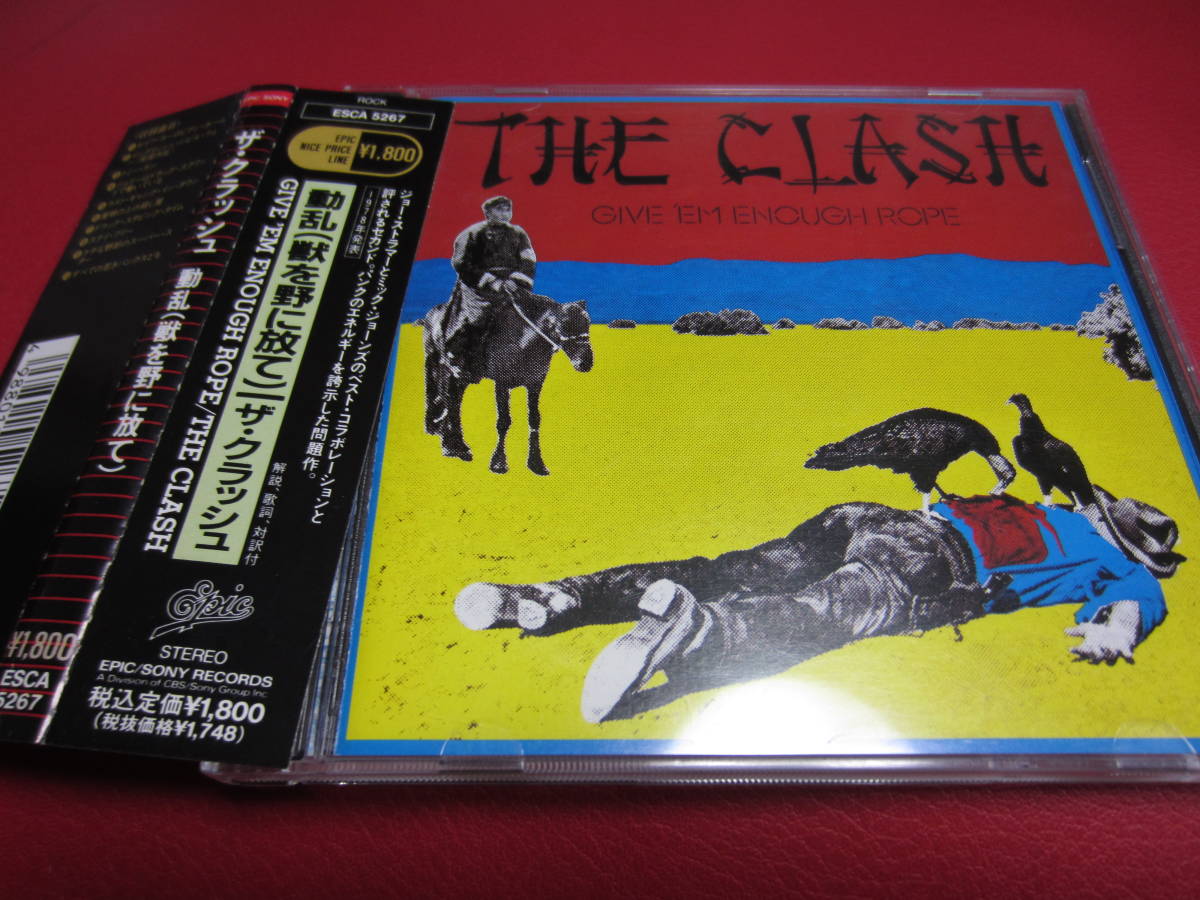 ROCK
ESCA 5267
EPIC
NICE PRICE
LINE
¥1,800
ジョー・ストラマーとミック・ジョーンズのベスト・コラボレーションと
評されるセカンド。パンクのエネルギーを誇示した問題作。
—1978年発表—
動乱(獣を野に放て)/ザ・クラッシュ
GIVE 'EM ENOUGH ROPE/THE CLASH
解説、歌詞、対訳付
Epic
STEREO
EPIC/SONY RECORDS
A Division of CBS/Sony Group Inc.
税込定価¥1,800
(税抜価格¥1,748)
EPIC SONY
ザ・クラッシュ 動乱(獣を野に放て)
¥1,800
ESCA
5267
THE CLASH
GIVE 'EM ENOUGH ROPE